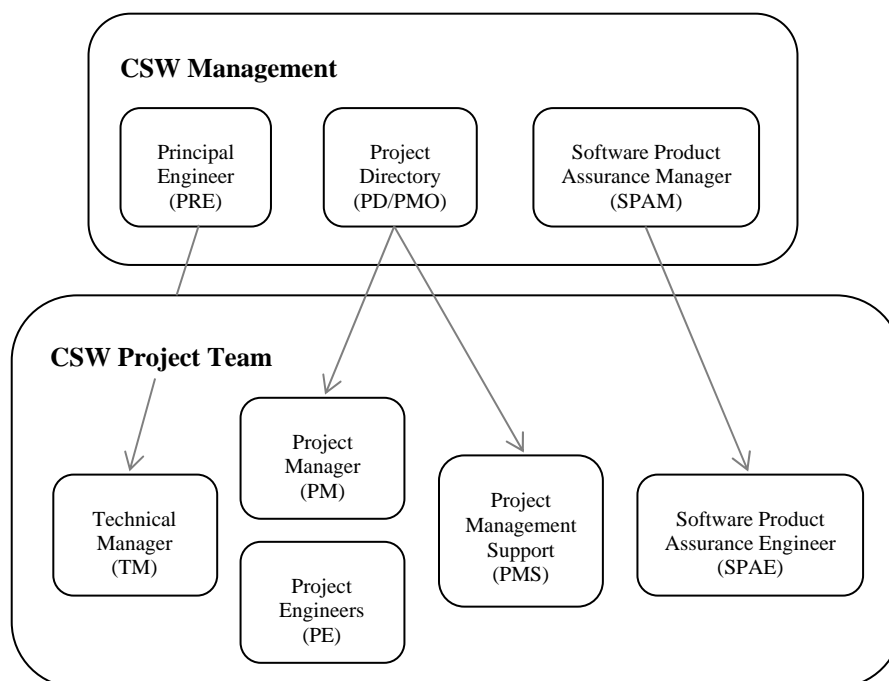 CSW Management
Principal
Engineer
(PRE)
Project
Directory
(PD/PMO)
Software Product
Assurance Manager
(SPAM)
CSW Project Team
Technical
Manager
(TM)
Project
Manager
(PM)
Project
Engineers
(PE)
Project
Management
Support
(PMS)
Software Product
Assurance Engineer
(SPAE)